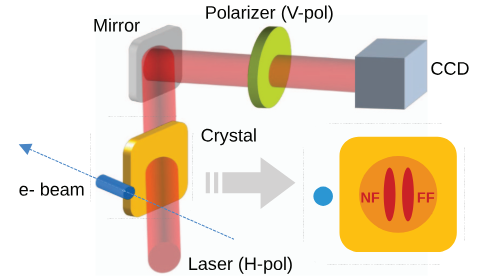 Polarizer (V-pol)
Mirror
CCD
Crystal
e- beam
NF
FF
Laser (H-pol)